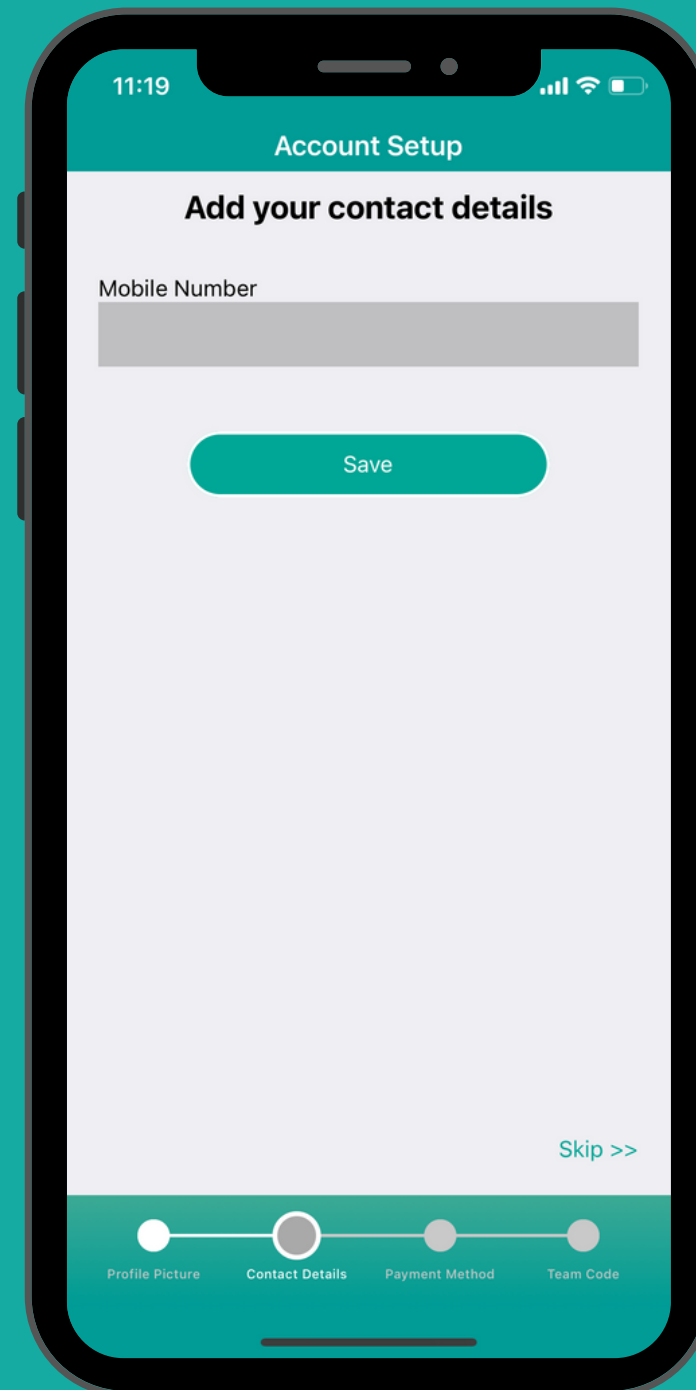 11:19
Account Setup
Add your contact details
Mobile Number
Save
Skip >>
Profile Picture Contact Details Payment Method Team Code